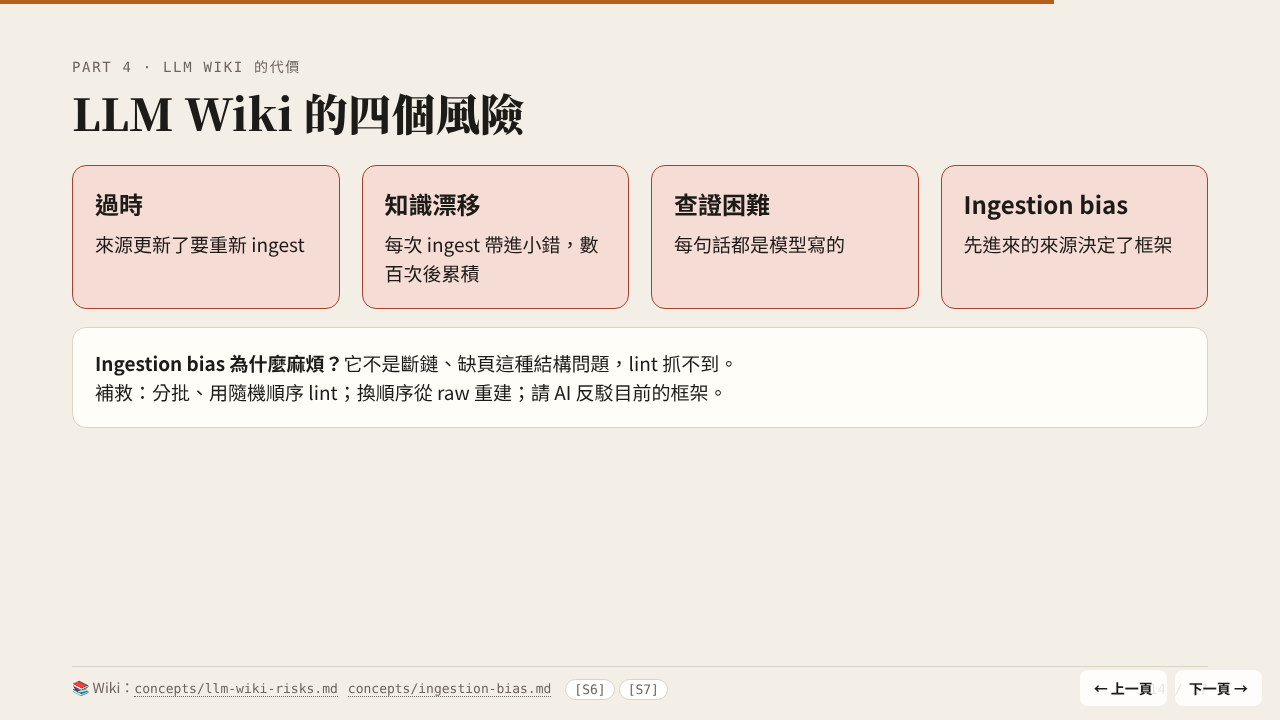 PART 4 · LLM WIKI 的代價
LLM Wiki 的四個風險
過時
來源更新了要重新 ingest
知識漂移
每次 ingest 帶進小錯，數
百次後累積
查證困難
每句話都是模型寫的
Ingestion bias
先進來的來源決定了框架
Ingestion bias 為什麼麻煩？它不是斷鏈、缺頁這種結構問題，lint 抓不到。
補救：分批、用隨機順序 lint；換順序從 raw 重建；請 AI 反駁目前的框架。
📚 Wiki：concepts/llm-wiki-risks.md concepts/ingestion-bias.md [S6] [S7]
← 上一頁 下一頁 →